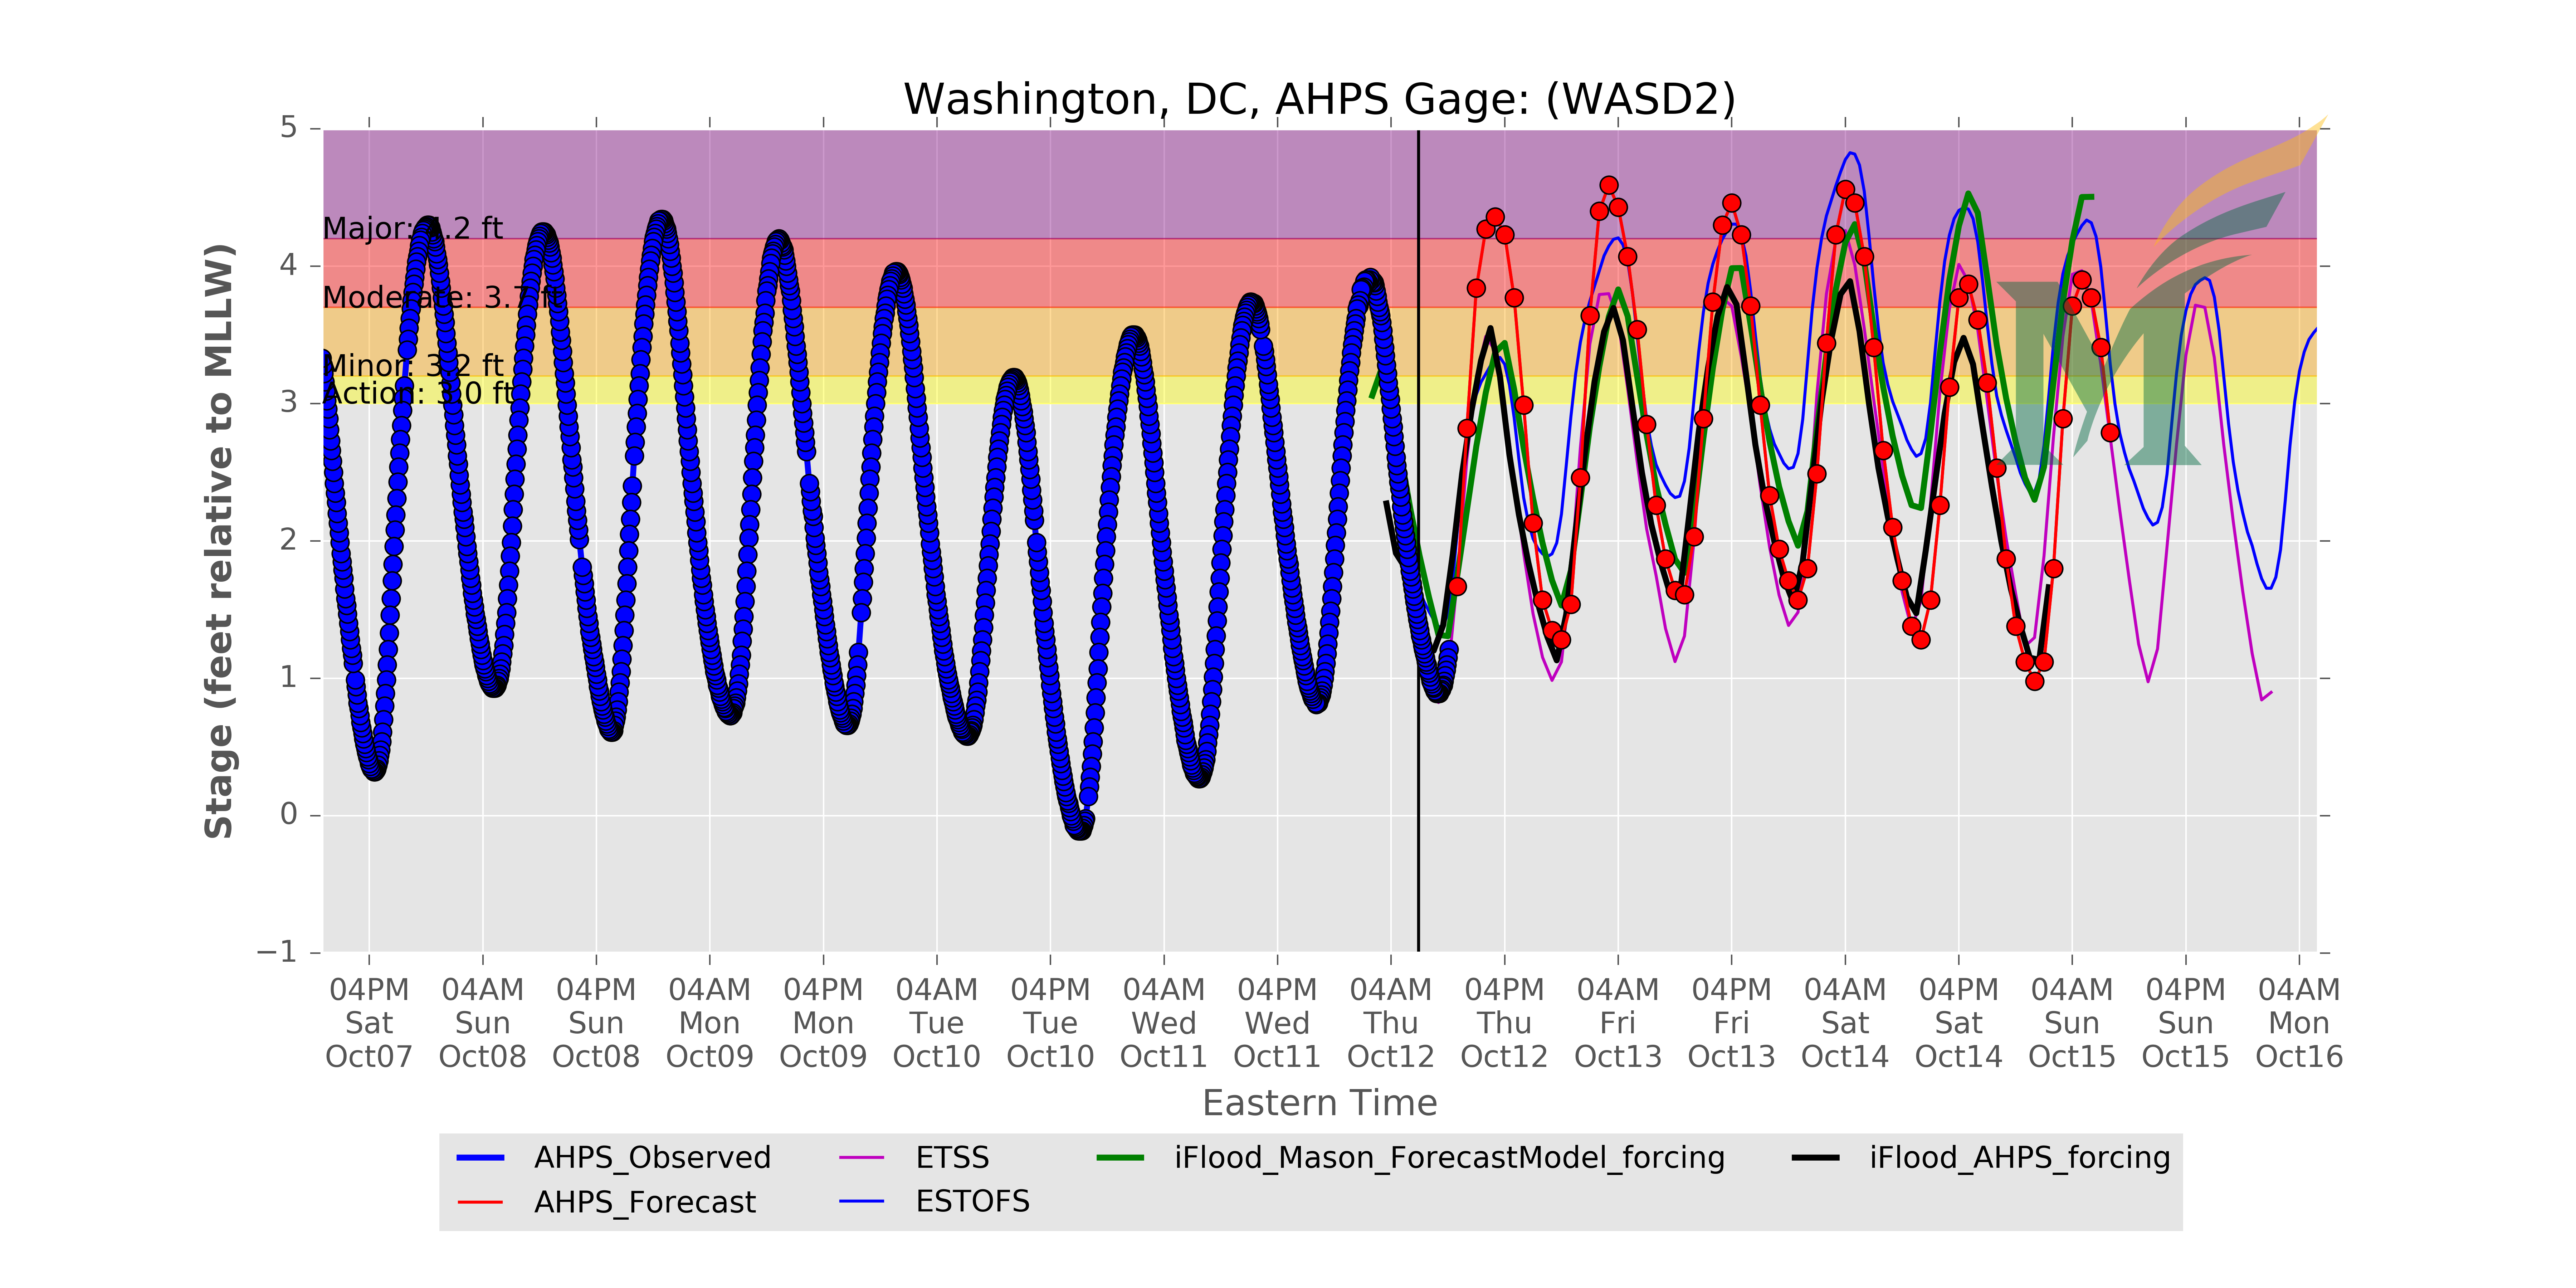 Washington, DC, AHPS Gage: (WASD2)
5
4
3
2
1
0
−1
Stage (feet relative to MLLW)
Major: 4.2 ft
Moderate: 3.7 ft
Minor: 3.2 ft
Action: 3.0 ft
04PM 04AM 04PM 04AM 04PM 04AM 04PM 04AM 04PM 04AM 04PM 04AM 04PM 04AM 04PM 04AM 04PM 04AM
Sat Sun Sun Mon Mon Tue Tue Wed Wed Thu Thu Fri Fri Sat Sat Sun Sun Mon
Oct07 Oct08 Oct08 Oct09 Oct09 Oct10 Oct10 Oct11 Oct11 Oct12 Oct12 Oct13 Oct13 Oct14 Oct14 Oct15 Oct15 Oct16
Eastern Time
AHPS_Observed ETSS iFlood_Mason_ForecastModel_forcing iFlood_AHPS_forcing
AHPS_Forecast ESTOFS